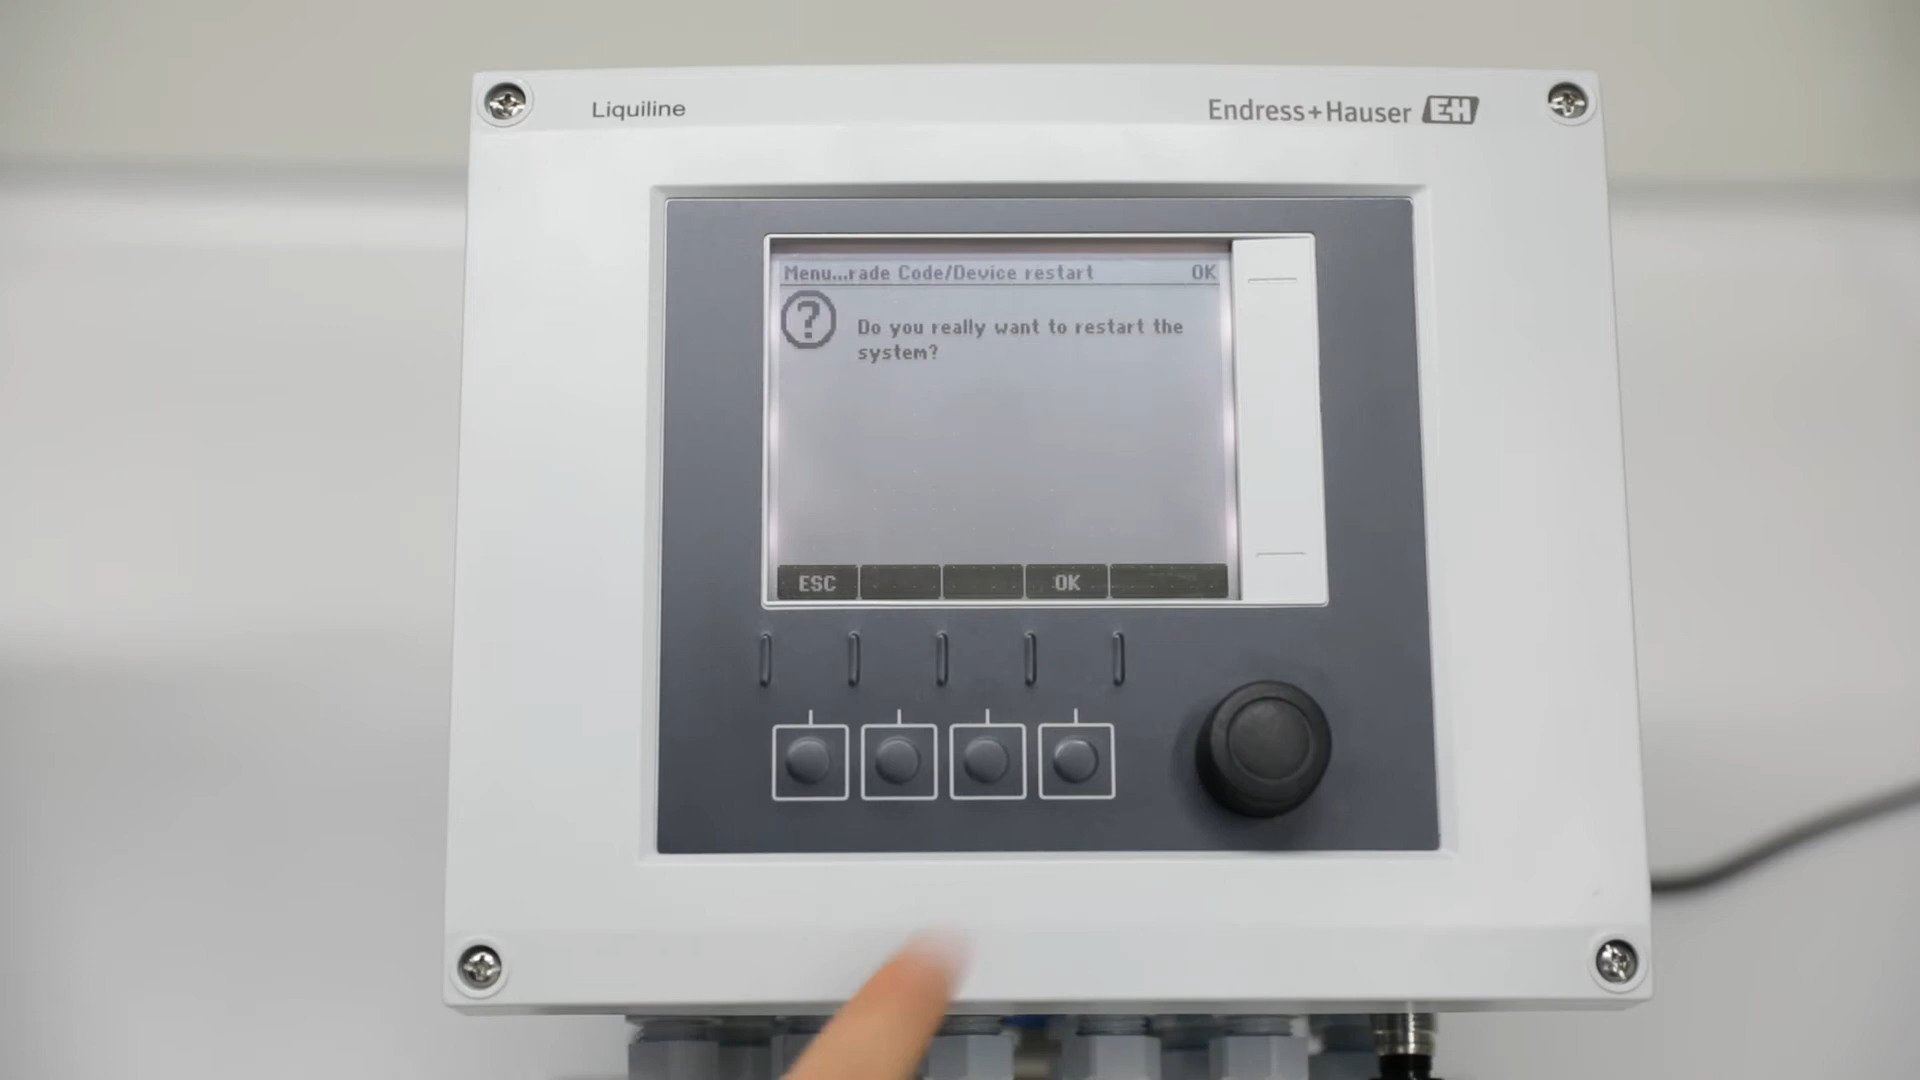 Liquiline
Endress+Hauser EH
Menu...rade Code/Device restart OK
?
Do you really want to restart the
system?
ESC OK